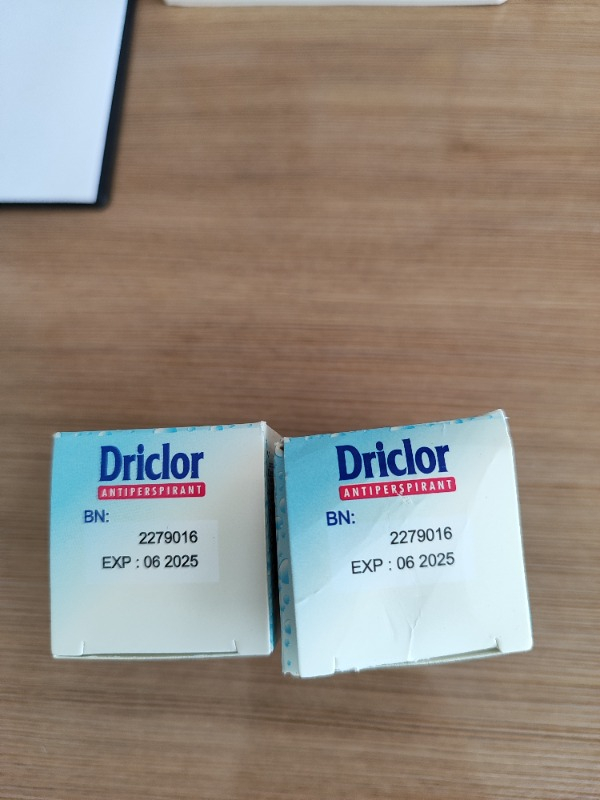 Driclor
ANTIPERSPIRANT
BN:
2279016
EXP : 06 2025
Driclor
ANTIPERSPIRANT
BN:
2279016
EXP : 06 2025